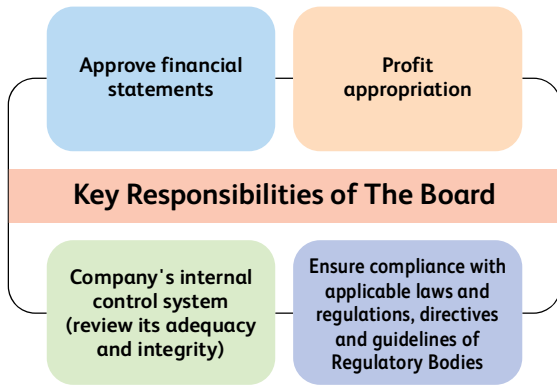 Approve financial
statements
Profit
appropriation
Key Responsibilities of The Board
Company's internal
control system
(review its adequacy
and integrity)
Ensure compliance with
applicable laws and
regulations, directives
and guidelines of
Regulatory Bodies